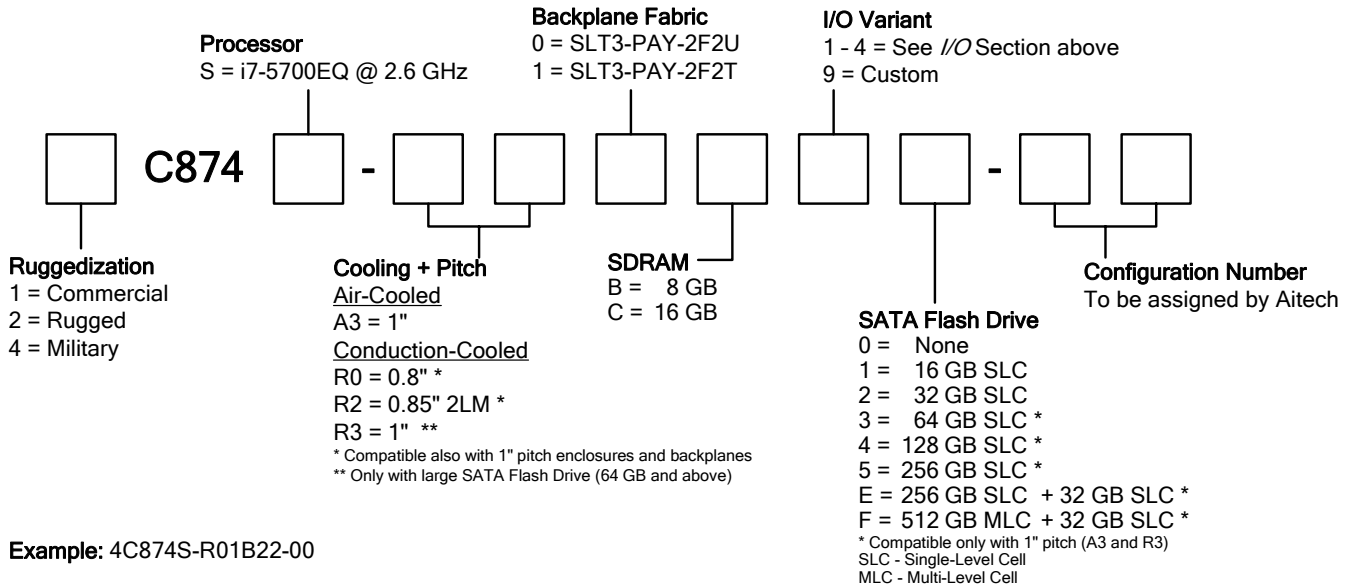 Processor
S = i7-5700EQ @ 2.6 GHz
Backplane Fabric
0 = SLT3-PAY-2F2U
1 = SLT3-PAY-2F2T
I/O Variant
1 - 4 = See I/O Section above
9 = Custom
C874 - -
Ruggedization
1 = Commercial
2 = Rugged
4 = Military
Cooling + Pitch
Air-Cooled
A3 = 1"
Conduction-Cooled
R0 = 0.8" *
R2 = 0.85" 2LM *
R3 = 1" **
* Compatible also with 1" pitch enclosures and backplanes
** Only with large SATA Flash Drive (64 GB and above)
SDRAM
B = 8 GB
C = 16 GB
SATA Flash Drive
0 = None
1 = 16 GB SLC
2 = 32 GB SLC
3 = 64 GB SLC *
4 = 128 GB SLC *
5 = 256 GB SLC *
E = 256 GB SLC + 32 GB SLC *
F = 512 GB MLC + 32 GB SLC *
* Compatible only with 1" pitch (A3 and R3)
SLC - Single-Level Cell
MLC - Multi-Level Cell
Configuration Number
To be assigned by Aitech
Example: 4C874S-R01B22-00